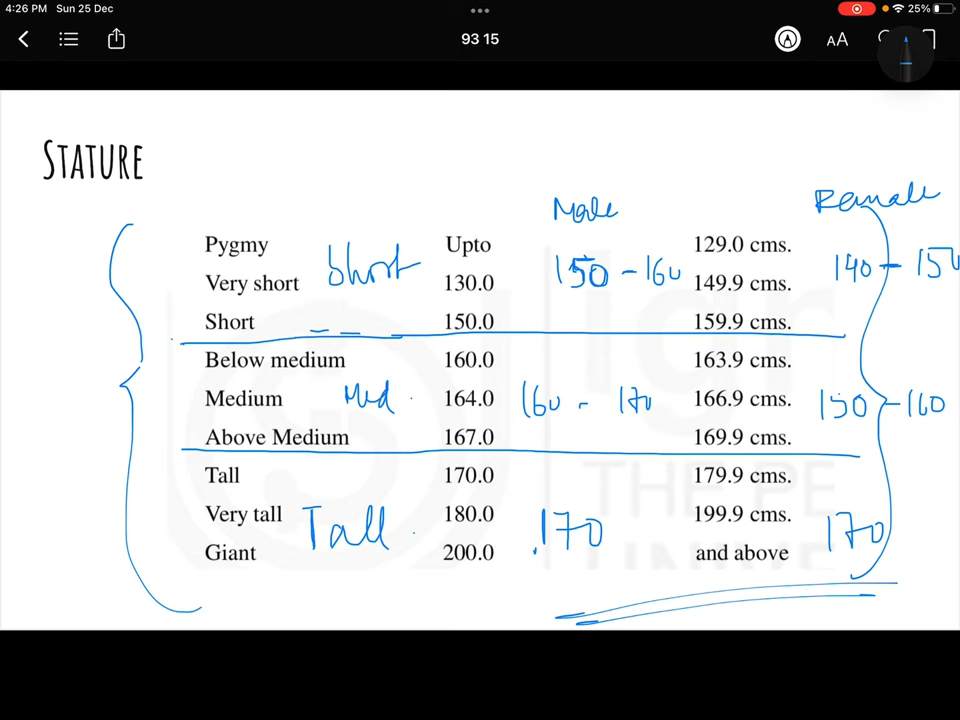 4:26 PM Sun 25 Dec
25%
93 15
AA
STATURE
Male Female
Pygmy Upto 129.0 cms.
Short 150 - 160 140 - 150
Very short 130.0 149.9 cms.
Short 150.0 159.9 cms.
Below medium 160.0 163.9 cms.
Medium Med. 164.0 160 - 170 166.9 cms. 150 - 160
Above Medium 167.0 169.9 cms.
Tall 170.0 179.9 cms.
Very tall Tall 180.0 170 199.9 cms. 170
Giant 200.0 and above
THE PE